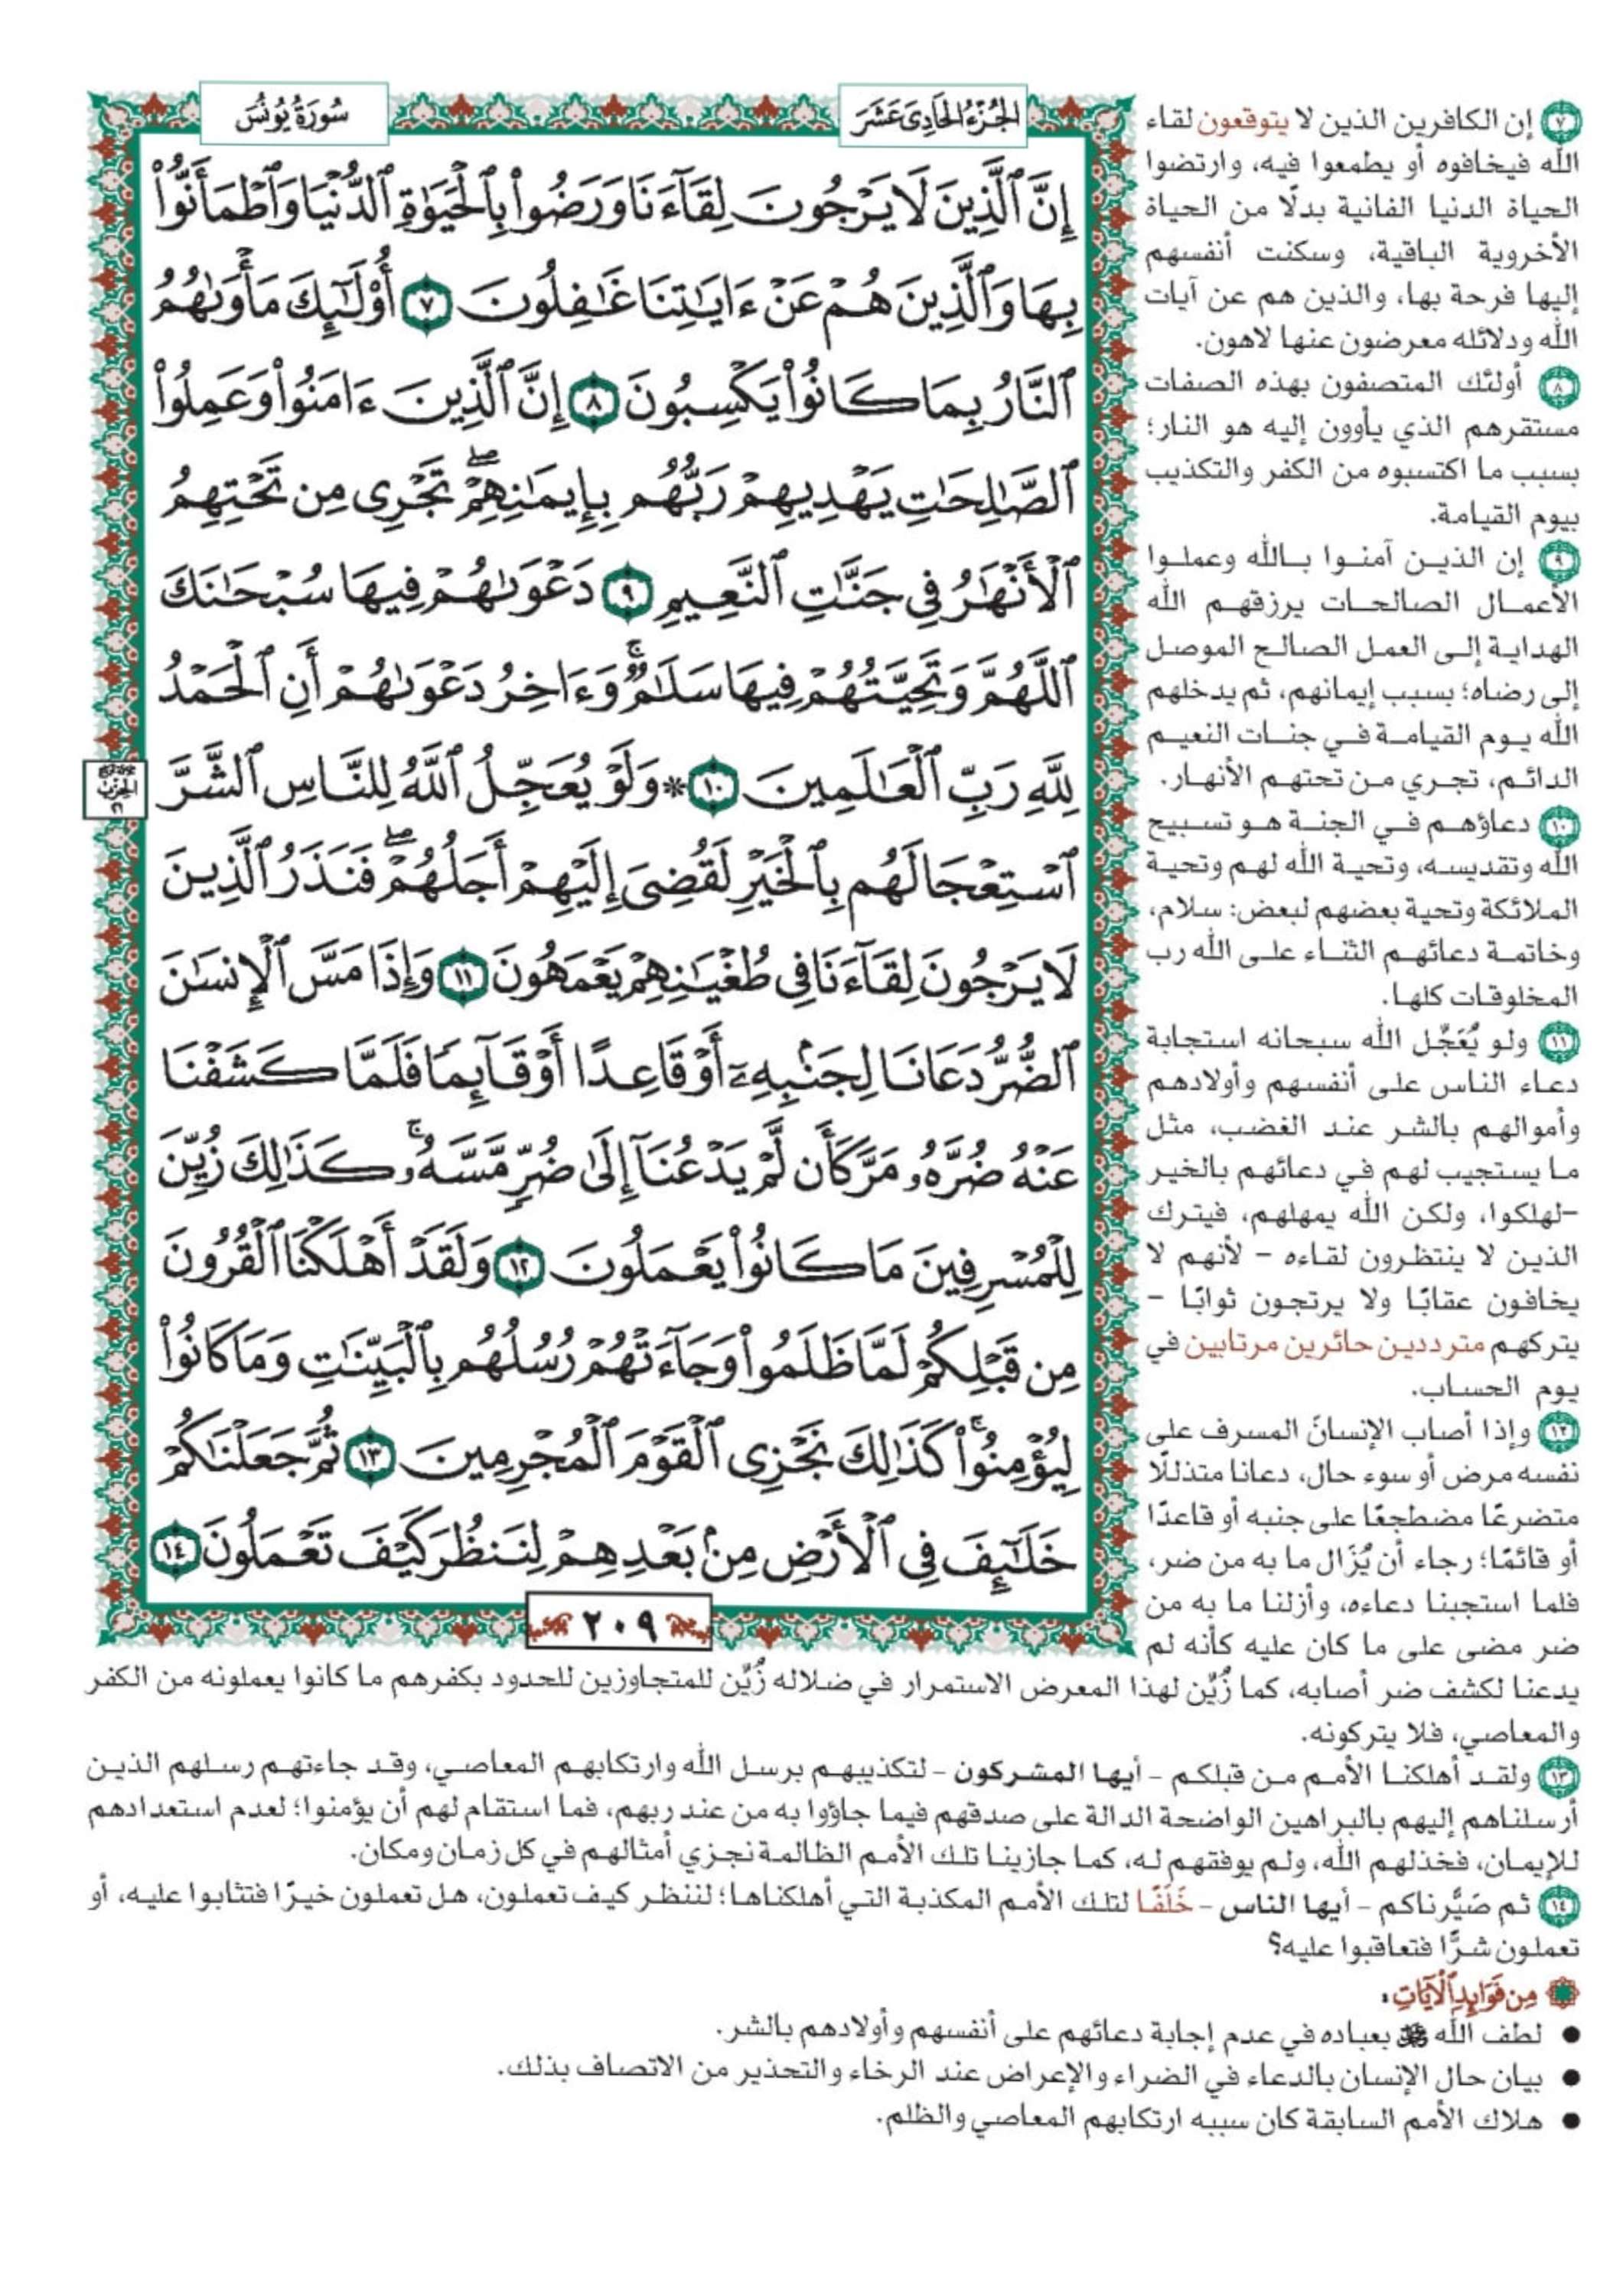 الجُزْءُ الحَادِي عَشَرَ
سُورَةُ يُونُسَ
إِنَّ ٱلَّذِينَ لَا يَرۡجُونَ لِقَآءَنَا وَرَضُواْ بِٱلۡحَيَوٰةِ ٱلدُّنۡيَا وَٱطۡمَأَنُّواْ
بِهَا وَٱلَّذِينَ هُمۡ عَنۡ ءَايَٰتِنَا غَٰفِلُونَ ٧ أُوْلَٰٓئِكَ مَأۡوَىٰهُمُ
ٱلنَّارُ بِمَا كَانُواْ يَكۡسِبُونَ ٨ إِنَّ ٱلَّذِينَ ءَامَنُواْ وَعَمِلُواْ
ٱلصَّٰلِحَٰتِ يَهۡدِيهِمۡ رَبُّهُم بِإِيمَٰنِهِمۡۖ تَجۡرِي مِن تَحۡتِهِمُ
ٱلۡأَنۡهَٰرُ فِي جَنَّٰتِ ٱلنَّعِيمِ ٩ دَعۡوَىٰهُمۡ فِيهَا سُبۡحَٰنَكَ
ٱللَّهُمَّ وَتَحِيَّتُهُمۡ فِيهَا سَلَٰمٞۚ وَءَاخِرُ دَعۡوَىٰهُمۡ أَنِ ٱلۡحَمۡدُ
لِلَّهِ رَبِّ ٱلۡعَٰلَمِينَ ١٠ ۞وَلَوۡ يُعَجِّلُ ٱللَّهُ لِلنَّاسِ ٱلشَّرَّ
ٱسۡتِعۡجَالَهُم بِٱلۡخَيۡرِ لَقُضِيَ إِلَيۡهِمۡ أَجَلُهُمۡۖ فَنَذَرُ ٱلَّذِينَ
لَا يَرۡجُونَ لِقَآءَنَا فِي طُغۡيَٰنِهِمۡ يَعۡمَهُونَ ١١ وَإِذَا مَسَّ ٱلۡإِنسَٰنَ
ٱلضُّرُّ دَعَانَا لِجَنۢبِهِۦٓ أَوۡ قَاعِدًا أَوۡ قَآئِمٗا فَلَمَّا كَشَفۡنَا
عَنۡهُ ضُرَّهُۥ مَرَّ كَأَن لَّمۡ يَدۡعُنَآ إِلَىٰ ضُرّٖ مَّسَّهُۥۚ كَذَٰلِكَ زُيِّنَ
لِلۡمُسۡرِفِينَ مَا كَانُواْ يَعۡمَلُونَ ١٢ وَلَقَدۡ أَهۡلَكۡنَا ٱلۡقُرُونَ
مِن قَبۡلِكُمۡ لَمَّا ظَلَمُواْ وَجَآءَتۡهُمۡ رُسُلُهُم بِٱلۡبَيِّنَٰتِ وَمَا كَانُواْ
لِيُؤۡمِنُواْۚ كَذَٰلِكَ نَجۡزِي ٱلۡقَوۡمَ ٱلۡمُجۡرِمِينَ ١٣ ثُمَّ جَعَلۡنَٰكُمۡ
خَلَٰٓئِفَ فِي ٱلۡأَرۡضِ مِنۢ بَعۡدِهِمۡ لِنَنظُرَ كَيۡفَ تَعۡمَلُونَ ١٤
٢٠٩
٧ إن الكافرين الذين لا يتوقعون لقاء
الله فيخافوه أو يطمعوا فيه، وارتضوا
الحياة الدنيا الفانية بدلًا من الحياة
الأخروية الباقية، وسكنت أنفسهم
إليها فرحة بها، والذين هم عن آيات
الله ودلائله معرضون عنها لاهون.
٨ أولئك المتصفون بهذه الصفات
مستقرهم الذي يأوون إليه هو النار؛
بسبب ما اكتسبوه من الكفر والتكذيب
بيوم القيامة.
٩ إن الذين آمنوا بالله وعملوا
الأعمال الصالحات يرزقهم الله
الهداية إلى العمل الصالح الموصل
إلى رضاه؛ بسبب إيمانهم، ثم يدخلهم
الله يوم القيامة في جنات النعيم
الدائم، تجري من تحتهم الأنهار.
١٠ دعاؤهم في الجنة هو تسبيح
الله وتقديسه، وتحية الله لهم وتحية
الملائكة وتحية بعضهم لبعض: سلام،
وخاتمة دعائهم الثناء على الله رب
المخلوقات كلها.
١١ ولو يُعَجِّل الله سبحانه استجابة
دعاء الناس على أنفسهم وأولادهم
وأموالهم بالشر عند الغضب، مثل
ما يستجيب لهم في دعائهم بالخير
-لهلكوا، ولكن الله يمهلهم، فيترك
الذين لا ينتظرون لقاءه - لأنهم لا
يخافون عقابًا ولا يرتجون ثوابًا -
يتركهم مترددين حائرين مرتابين في
يوم الحساب.
١٢ وإذا أصاب الإنسانَ المسرف على
نفسه مرض أو سوء حال، دعانا متذللًا
متضرعًا مضطجعًا على جنبه أو قاعدًا
أو قائمًا؛ رجاء أن يُزَال ما به من ضر،
فلما استجبنا دعاءه، وأزلنا ما به من
ضر مضى على ما كان عليه كأنه لم
يدعنا لكشف ضر أصابه، كما زُيِّن لهذا المعرض الاستمرار في ضلاله زُيِّن للمتجاوزين للحدود بكفرهم ما كانوا يعملونه من الكفر
والمعاصي، فلا يتركونه.
١٣ ولقد أهلكنا الأمم من قبلكم - أيها المشركون - لتكذيبهم برسل الله وارتكابهم المعاصي، وقد جاءتهم رسلهم الذين
أرسلناهم إليهم بالبراهين الواضحة الدالة على صدقهم فيما جاؤوا به من عند ربهم، فما استقام لهم أن يؤمنوا؛ لعدم استعدادهم
للإيمان، فخذلهم الله، ولم يوفقهم له، كما جازينا تلك الأمم الظالمة نجزي أمثالهم في كل زمان ومكان.
١٤ ثم صَيَّرناكم - أيها الناس - خَلَفًا لتلك الأمم المكذبة التي أهلكناها؛ لننظر كيف تعملون، هل تعملون خيرًا فتثابوا عليه، أو
تعملون شرًّا فتعاقبوا عليه؟
مِن فَوَائِدِ ٱلْآيَاتِ:
● لطف الله ﷻ بعباده في عدم إجابة دعائهم على أنفسهم وأولادهم بالشر.
● بيان حال الإنسان بالدعاء في الضراء والإعراض عند الرخاء والتحذير من الاتصاف بذلك.
● هلاك الأمم السابقة كان سببه ارتكابهم المعاصي والظلم.